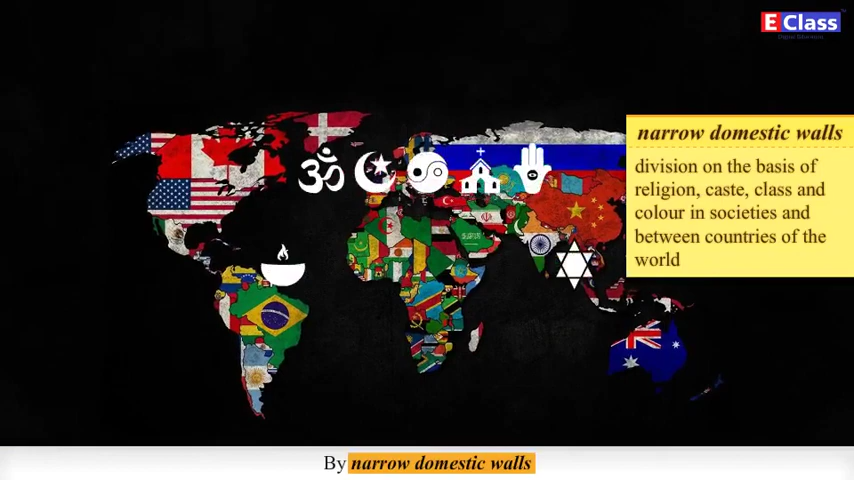 E Class
narrow domestic walls
division on the basis of
religion, caste, class and
colour in societies and
between countries of the
world
By narrow domestic walls